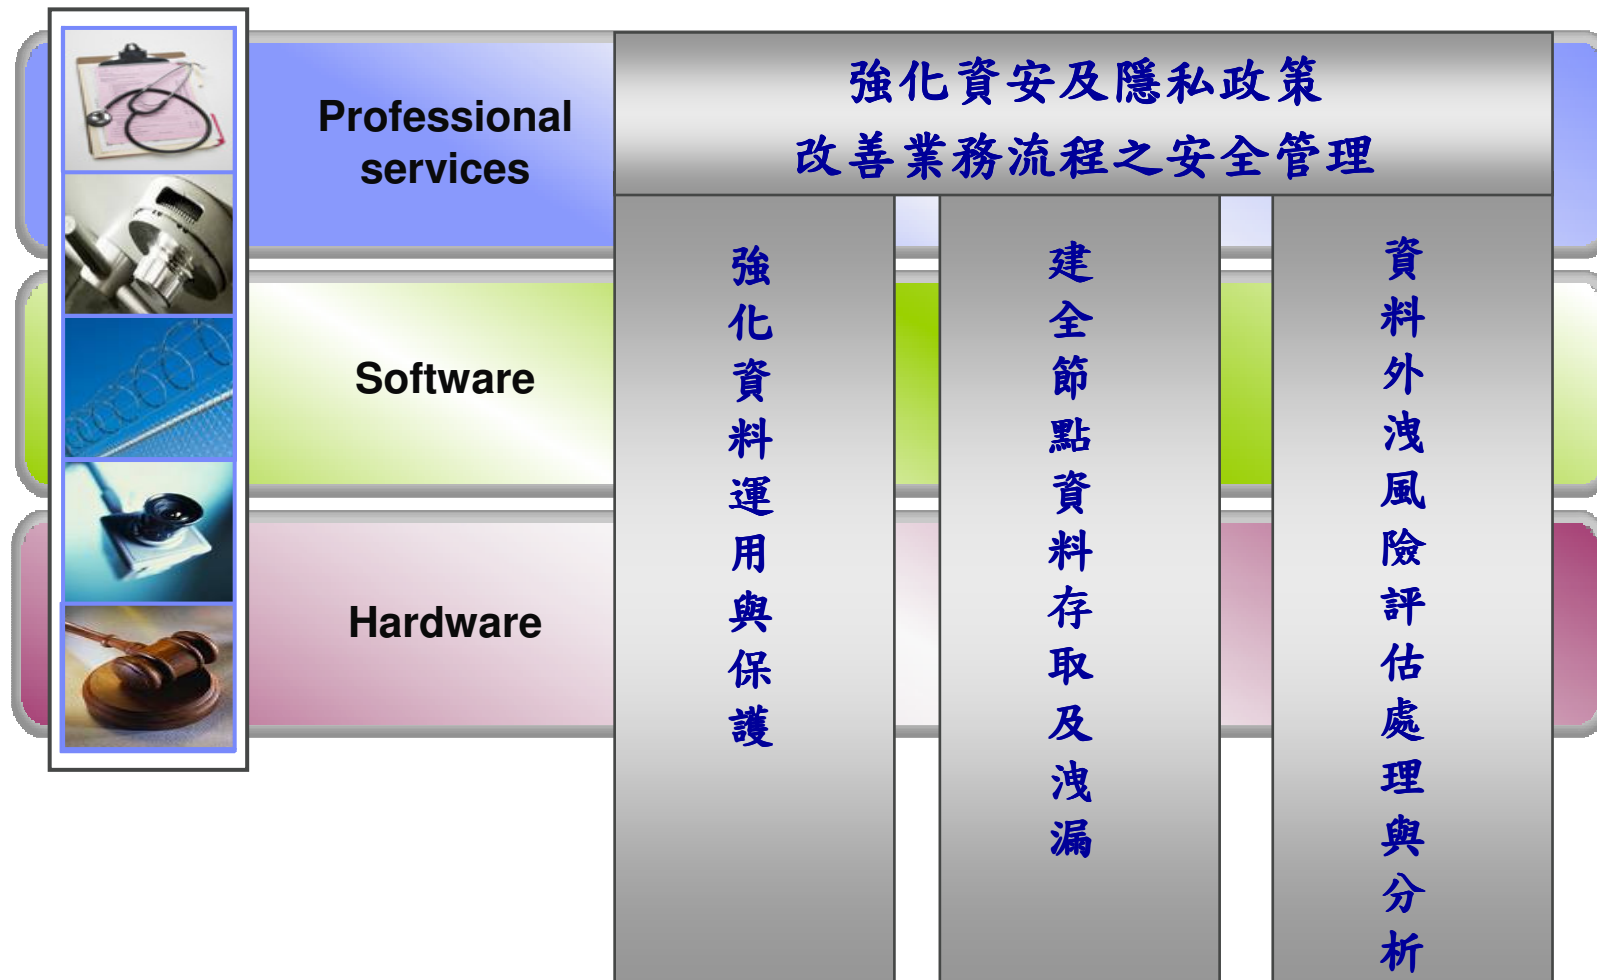 Professional
services
Software
Hardware
強化資安及隱私政策
改善業務流程之安全管理
強化資料運用與保護
建全節點資料存取及洩漏
資料外洩風險評估處理與分析